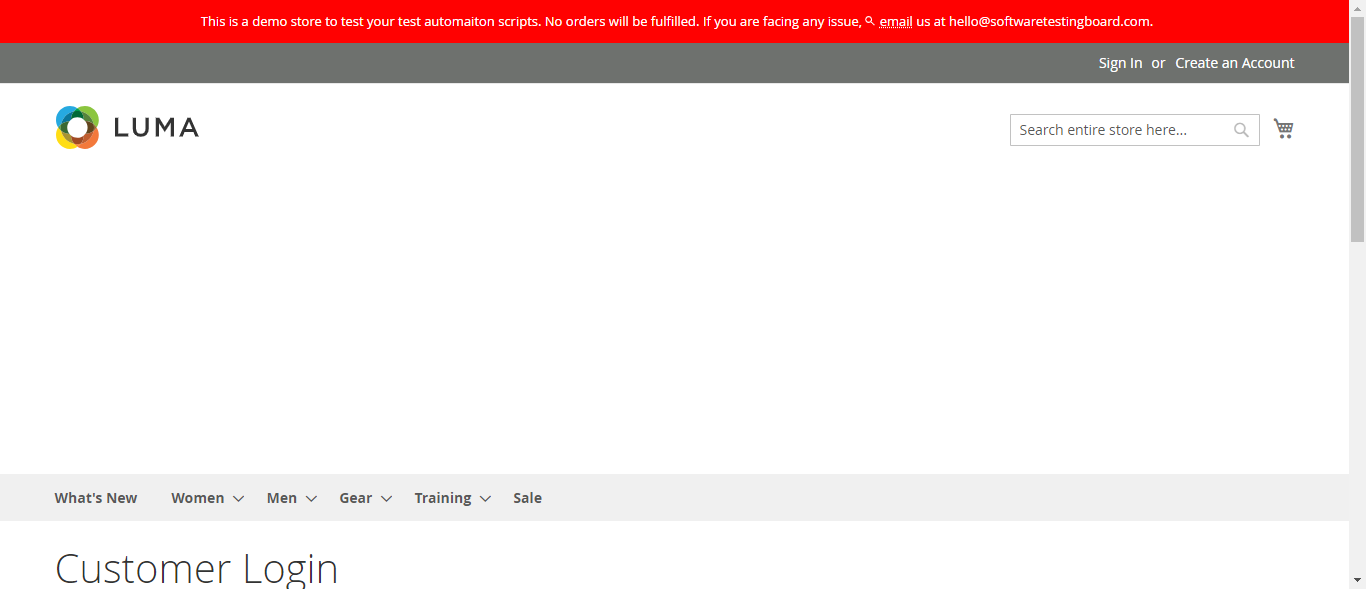 This is a demo store to test your test automaiton scripts. No orders will be fulfilled. If you are facing any issue, email us at hello@softwaretestingboard.com.
Sign In or Create an Account
LUMA
Search entire store here...
What's New Women Men Gear Training Sale
Customer Login